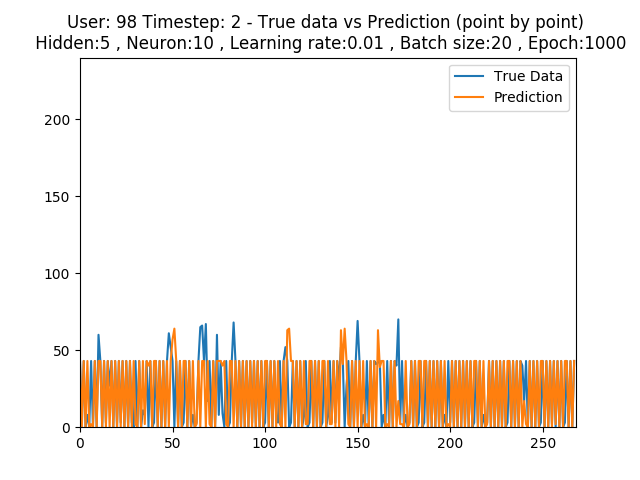 User: 98 Timestep: 2 - True data vs Prediction (point by point)
Hidden:5 , Neuron:10 , Learning rate:0.01 , Batch size:20 , Epoch:1000
True Data
Prediction
200
150
100
50
0
0 50 100 150 200 250